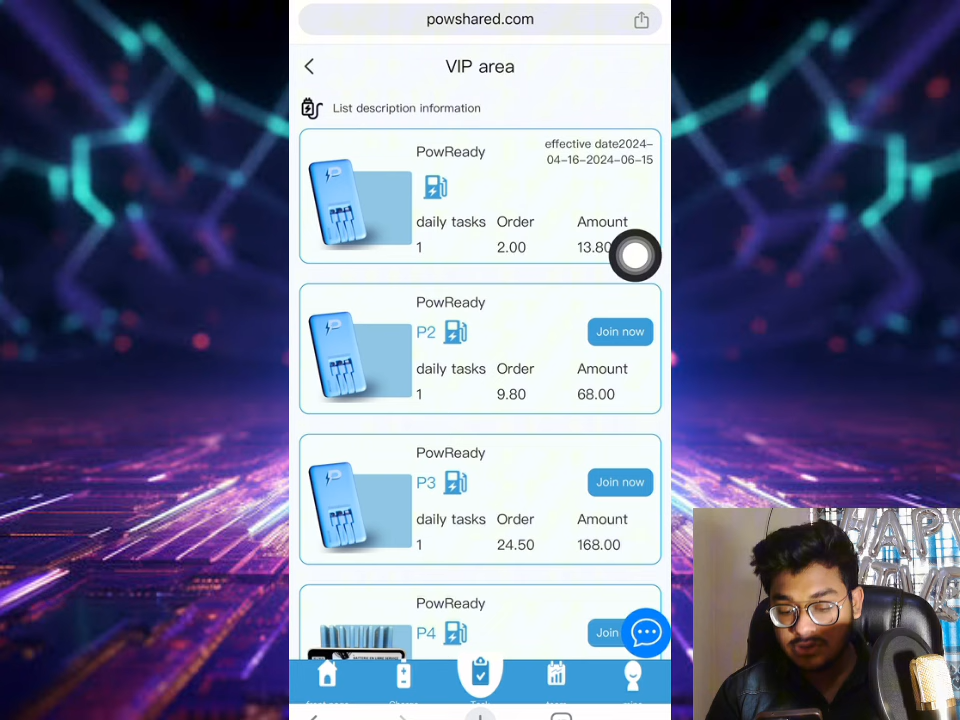 powshared.com
VIP area
List description information
PowReady
effective date2024-
04-16-2024-06-15
daily tasks Order Amount
1 2.00 13.80
PowReady
P2
Join now
daily tasks Order Amount
1 9.80 68.00
PowReady
P3
Join now
daily tasks Order Amount
1 24.50 168.00
PowReady
P4
Join